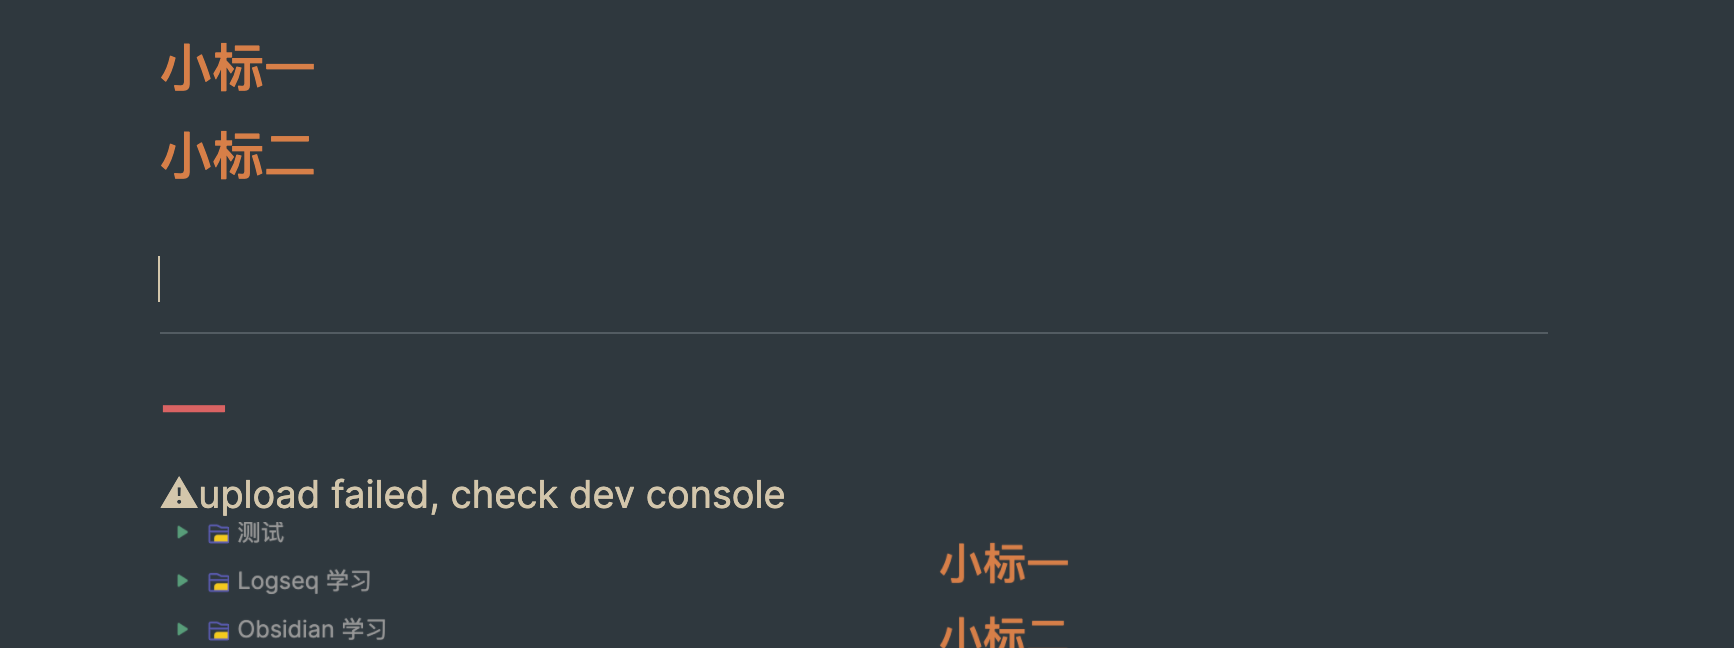 小标一
小标二
一
⚠upload failed, check dev console
测试
Logseq 学习
Obsidian 学习
小标一
小标二